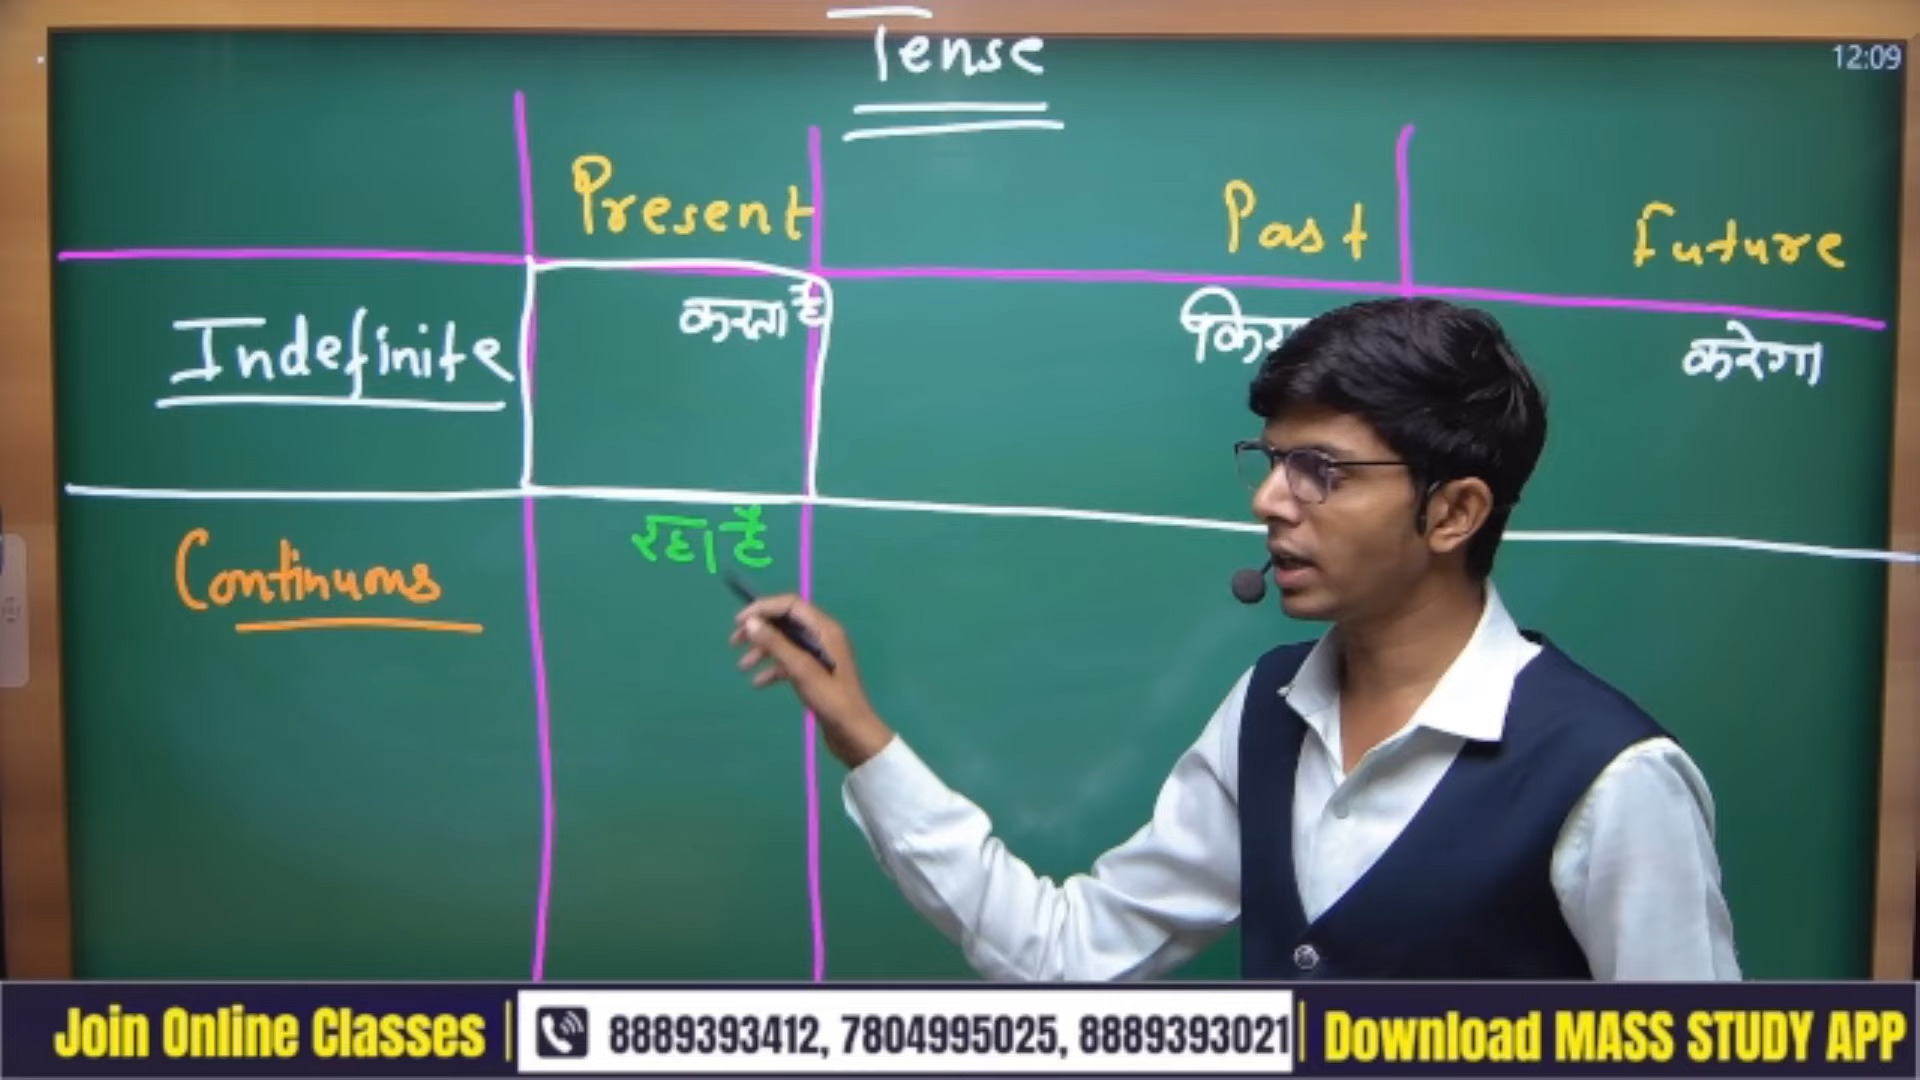 Tense
12:09
Present Past Future
Indefinite करता है करेगा
Continuous रहा है
Join Online Classes 8889393412, 7804995025, 8889393021 Download MASS STUDY APP